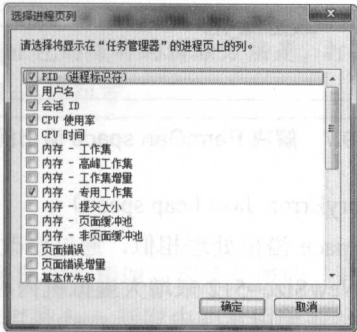 选择进程页列
请选择将显示在“任务管理器”的进程页上的列。
PID (进程标识符)
用户名
会话 ID
CPU 使用率
CPU 时间
内存 - 工作集
内存 - 高峰工作集
内存 - 工作集增量
内存 - 专用工作集
内存 - 提交大小
内存 - 页面缓冲池
内存 - 非页面缓冲池
页面错误
页面错误增量
基本优先级
确定 取消